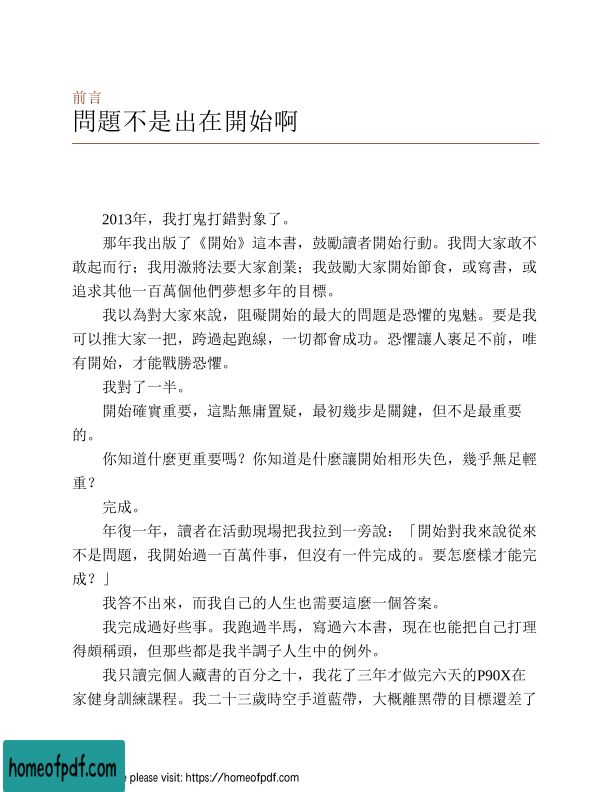 前言
問題不是出在開始啊
2013年，我打鬼打錯對象了。
那年我出版了《開始》這本書，鼓勵讀者開始行動。我問大家敢不
敢起而行；我用激將法要大家創業；我鼓勵大家開始節食，或寫書，或
追求其他一百萬個他們夢想多年的目標。
我以為對大家來說，阻礙開始的最大的問題是恐懼的鬼魅。要是我
可以推大家一把，跨過起跑線，一切都會成功。恐懼讓人裹足不前，唯
有開始，才能戰勝恐懼。
我對了一半。
開始確實重要，這點無庸置疑，最初幾步是關鍵，但不是最重要
的。
你知道什麼更重要嗎？你知道是什麼讓開始相形失色，幾乎無足輕
重？
完成。
年復一年，讀者在活動現場把我拉到一旁說：「開始對我來說從來
不是問題，我開始過一百萬件事，但沒有一件完成的。要怎麼樣才能完
成？」
我答不出來，而我自己的人生也需要這麼一個答案。
我完成過好些事。我跑過半馬，寫過六本書，現在也能把自己打理
得頗稱頭，但那些都是我半調子人生中的例外。
我只讀完個人藏書的百分之十，我花了三年才做完六天的P90X在
家健身訓練課程。我二十三歲時空手道藍帶，大概離黑帶的目標還差了
homeofpdf.com
e please visit: https://homeofpdf.com